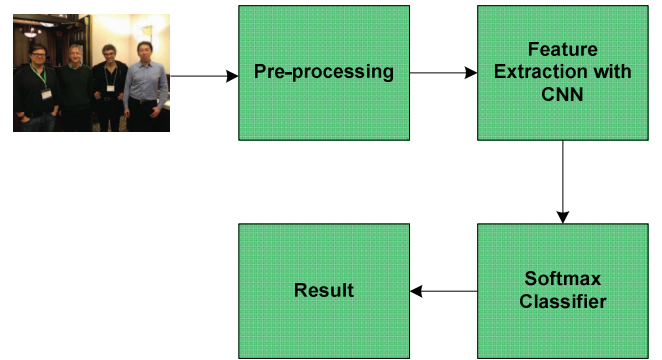 Pre-processing
Feature
Extraction with
CNN
Softmax
Classifier
Result